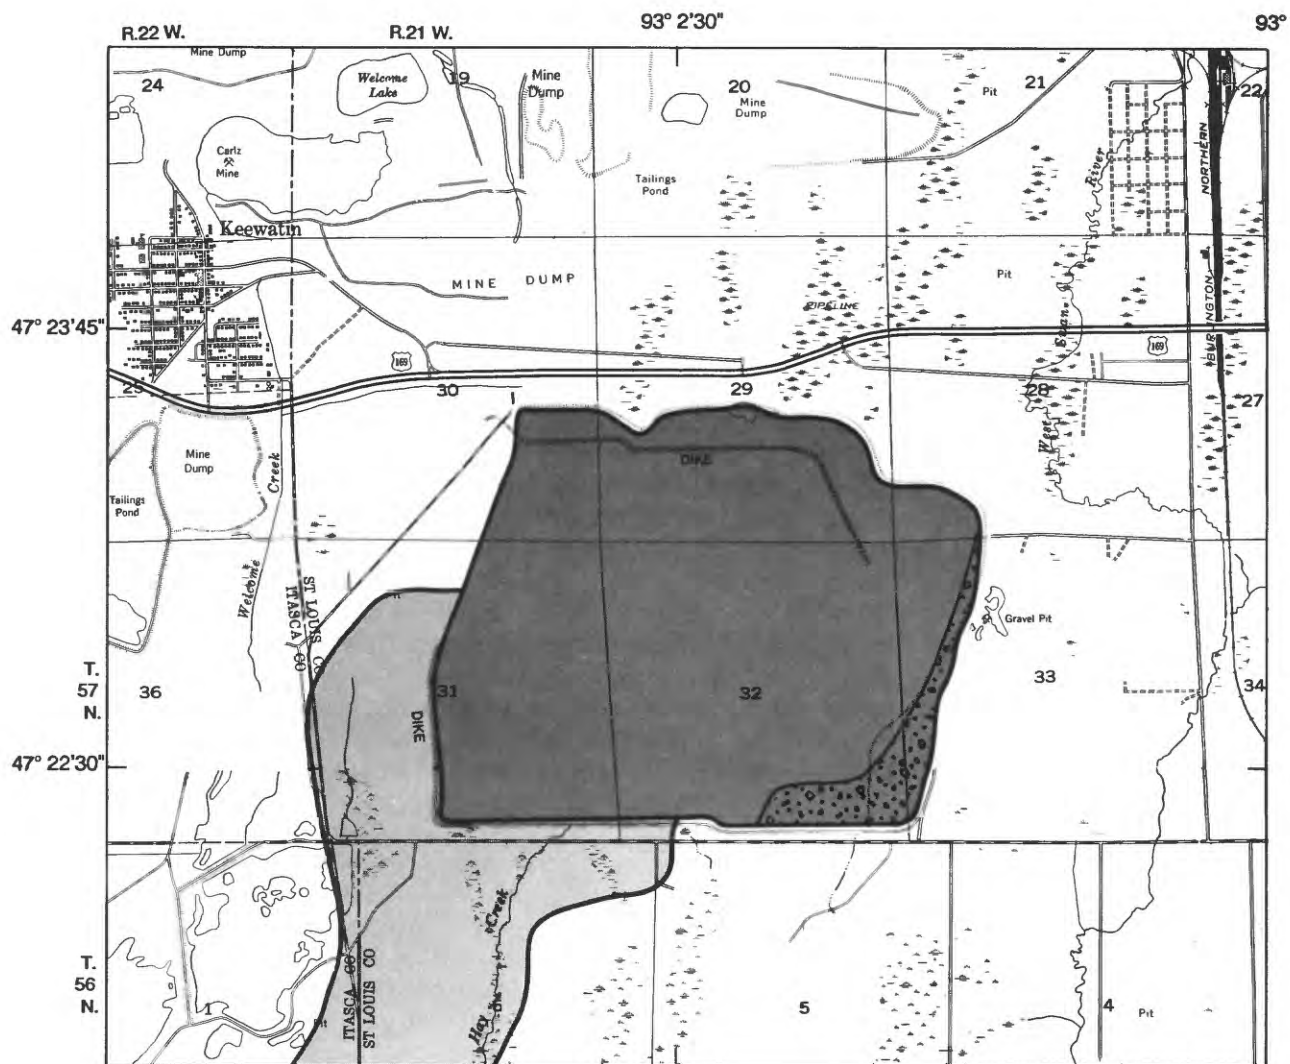 93° 2'30"
93°
R.22 W.
R.21 W.
Mine Dump
24
Welcome
Lake
19
Mine
Dump
20
Mine
Dump
Pit
21
22
Carlz
Mine
Tailings
Pond
River
NORTHERN
Keewatin
MINE DUMP
Pit
PIPELINE
47° 23'45"
Swan
BURLINGTON
169
169
25
30
29
28
27
West
Mine
Dump
Creek
DIKE
Tailings
Pond
Welcome
ST LOUIS CO
ITASCA CO
Gravel Pit
T.
57
N.
36
31
32
33
34
DIKE
47° 22'30"
Creek
T.
56
N.
1
Pit
ITASCA CO
ST LOUIS CO
Hay
5
4
Pit